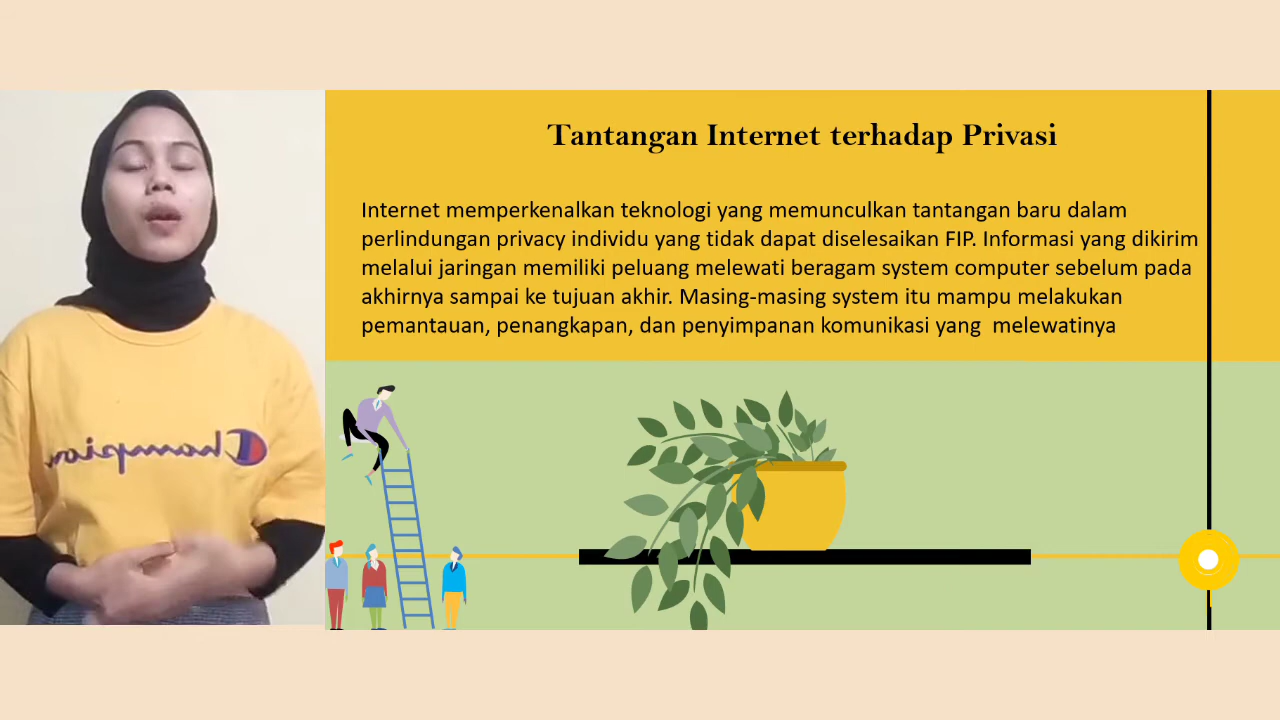 Tantangan Internet terhadap Privasi
Internet memperkenalkan teknologi yang memunculkan tantangan baru dalam
perlindungan privacy individu yang tidak dapat diselesaikan FIP. Informasi yang dikirim
melalui jaringan memiliki peluang melewati beragam system computer sebelum pada
akhirnya sampai ke tujuan akhir. Masing-masing system itu mampu melakukan
pemantauan, penangkapan, dan penyimpanan komunikasi yang  melewatinya
Champion